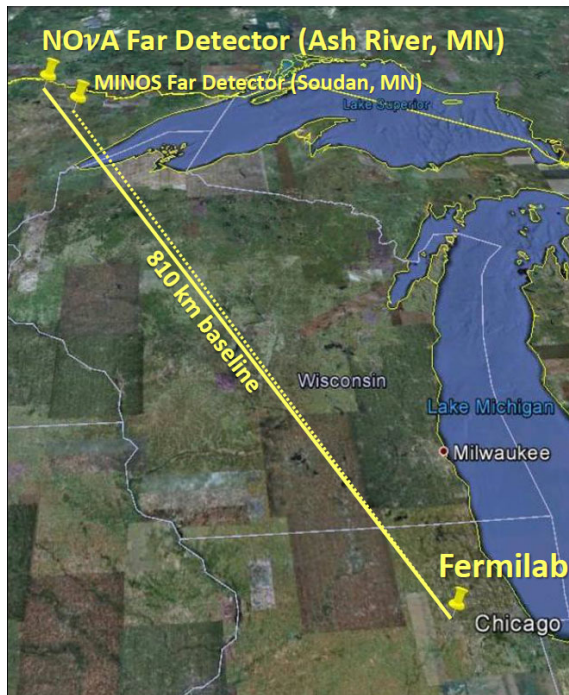 NOνA Far Detector (Ash River, MN)
MINOS Far Detector (Soudan, MN)
Lake Superior
810 km baseline
Wisconsin
Lake Michigan
Milwaukee
Fermilab
Chicago